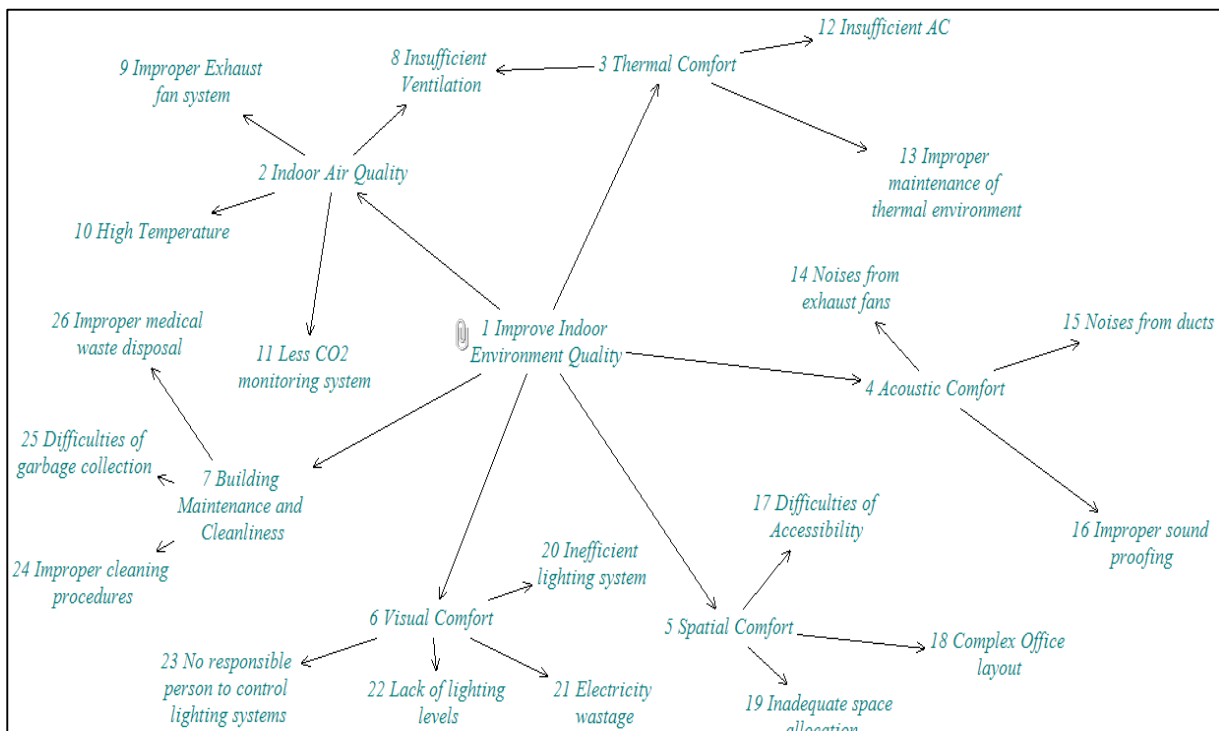 12 Insufficient AC
8 Insufficient
Ventilation
3 Thermal Comfort
9 Improper Exhaust
fan system
2 Indoor Air Quality
13 Improper
maintenance of
thermal environment
10 High Temperature
14 Noises from
exhaust fans
26 Improper medical
waste disposal
11 Less CO2
monitoring system
1 Improve Indoor
Environment Quality
15 Noises from ducts
4 Acoustic Comfort
25 Difficulties of
garbage collection
7 Building
Maintenance and
Cleanliness
17 Difficulties of
Accessibility
16 Improper sound
proofing
24 Improper cleaning
procedures
20 Inefficient
lighting system
6 Visual Comfort
5 Spatial Comfort
18 Complex Office
layout
23 No responsible
person to control
lighting systems
22 Lack of lighting
levels
21 Electricity
wastage
19 Inadequate space
allocation